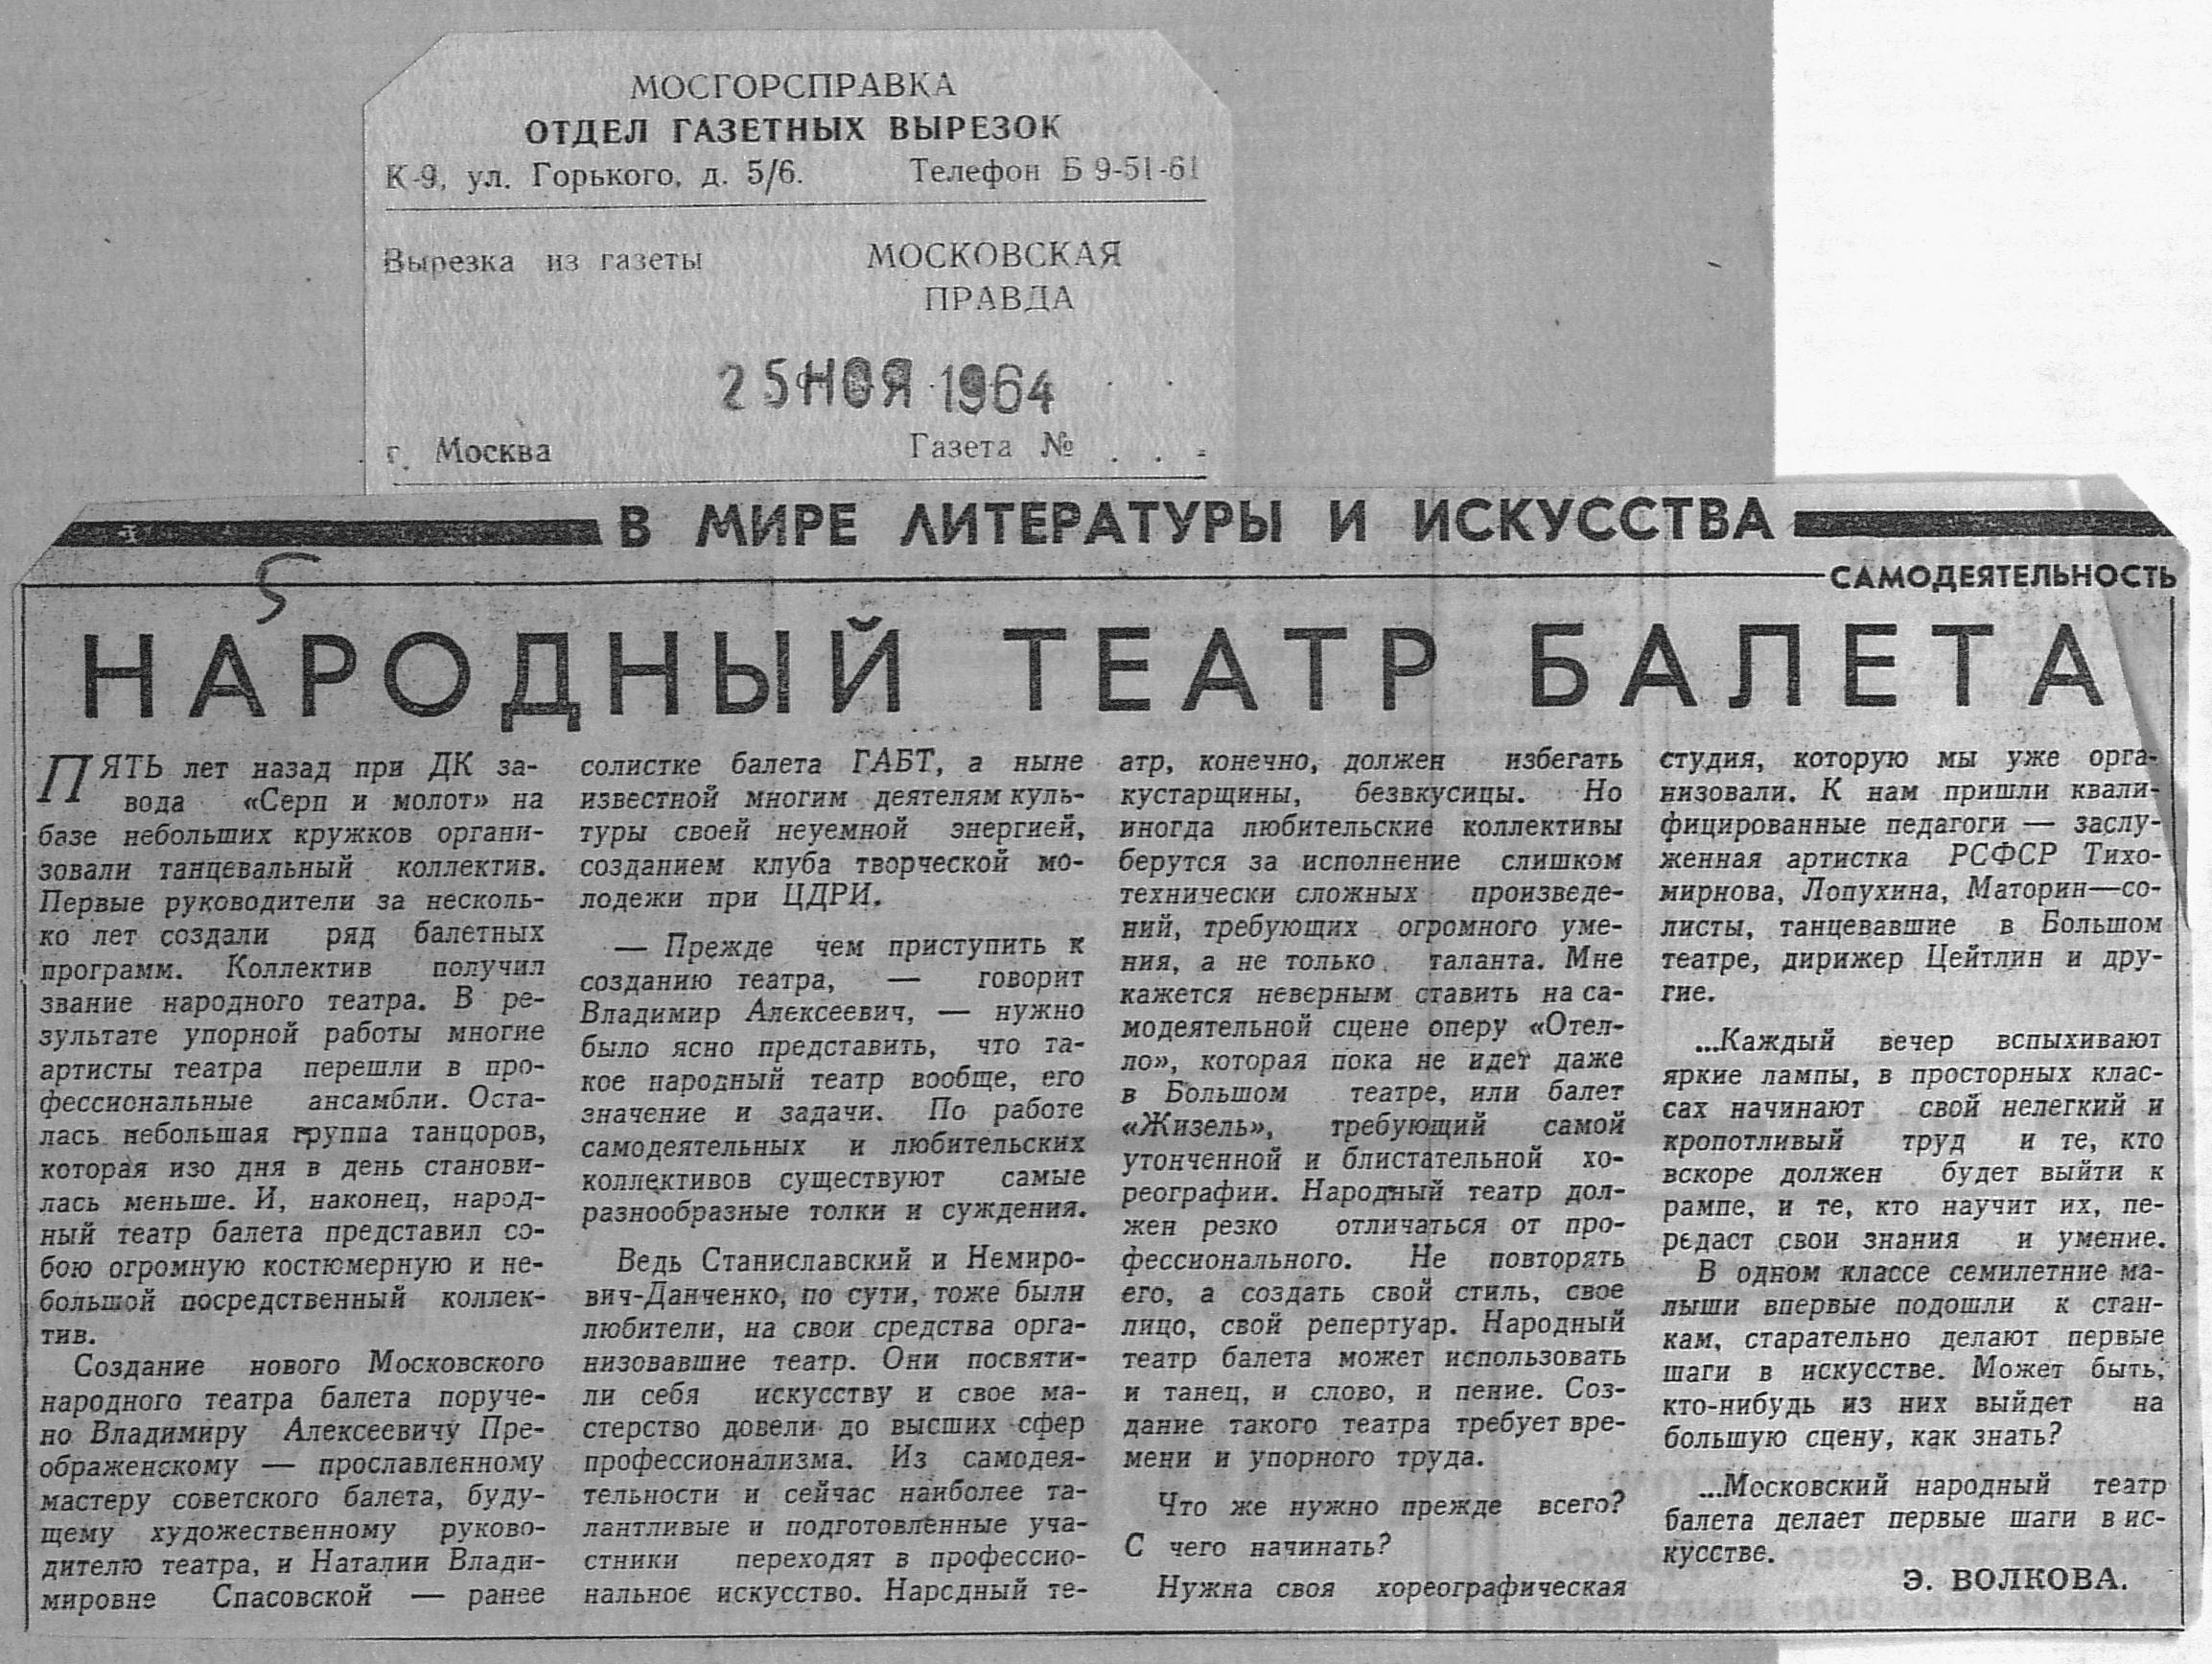 МОСГОРСПРАВКА
ОТДЕЛ ГАЗЕТНЫХ ВЫРЕЗОК
К-9, ул. Горького, д. 5/6. Телефон Б 9-51-61
Вырезка из газеты МОСКОВСКАЯ
ПРАВДА
25 НОЯ 1964
г. Москва Газета № . . .
В МИРЕ ЛИТЕРАТУРЫ И ИСКУССТВА
САМОДЕЯТЕЛЬНОСТЬ
5
НАРОДНЫЙ ТЕАТР БАЛЕТА
ПЯТЬ лет назад при ДК за-
вода «Серп и молот» на
базе небольших кружков органи-
зовали танцевальный коллектив.
Первые руководители за несколь-
ко лет создали ряд балетных
программ. Коллектив получил
звание народного театра. В ре-
зультате упорной работы многие
артисты театра перешли в про-
фессиональные ансамбли. Оста-
лась небольшая группа танцоров,
которая изо дня в день станови-
лась меньше. И, наконец, народ-
ный театр балета представил со-
бою огромную костюмерную и не-
большой посредственный коллек-
тив.
Создание нового Московского
народного театра балета поруче-
но Владимиру Алексеевичу Пре-
ображенскому — прославленному
мастеру советского балета, буду-
щему художественному руково-
дителю театра, и Наталии Влади-
мировне Спасовской — ранее
солистке балета ГАБТ, а ныне
известной многим деятелям куль-
туры своей неуемной энергией,
созданием клуба творческой мо-
лодежи при ЦДРИ.
— Прежде чем приступить к
созданию театра, — говорит
Владимир Алексеевич, — нужно
было ясно представить, что та-
кое народный театр вообще, его
значение и задачи. По работе
самодеятельных и любительских
коллективов существуют самые
разнообразные толки и суждения.
Ведь Станиславский и Немиро-
вич-Данченко, по сути, тоже были
любители, на свои средства орга-
низовавшие театр. Они посвяти-
ли себя искусству и свое ма-
стерство довели до высших сфер
профессионализма. Из самодея-
тельности и сейчас наиболее та-
лантливые и подготовленные уча-
стники переходят в профессио-
нальное искусство. Народный те-
атр, конечно, должен избегать
кустарщины, безвкусицы. Но
иногда любительские коллективы
берутся за исполнение слишком
технически сложных произведе-
ний, требующих огромного уме-
ния, а не только таланта. Мне
кажется неверным ставить на са-
модеятельной сцене оперу «Отел-
ло», которая пока не идет даже
в Большом театре, или балет
«Жизель», требующий самой
утонченной и блистательной хо-
реографии. Народный театр дол-
жен резко отличаться от про-
фессионального. Не повторять
его, а создать свой стиль, свое
лицо, свой репертуар. Народный
театр балета может использовать
и танец, и слово, и пение. Соз-
дание такого театра требует вре-
мени и упорного труда.
Что же нужно прежде всего?
С чего начинать?
Нужна своя хореографическая
студия, которую мы уже орга-
низовали. К нам пришли квали-
фицированные педагоги — заслу-
женная артистка РСФСР Тихо-
мирнова, Лопухина, Маторин—со-
листы, танцевавшие в Большом
театре, дирижер Цейтлин и дру-
гие.
...Каждый вечер вспыхивают
яркие лампы, в просторных клас-
сах начинают свой нелегкий и
кропотливый труд и те, кто
вскоре должен будет выйти к
рампе, и те, кто научит их, пе-
редаст свои знания и умение.
В одном классе семилетние ма-
лыши впервые подошли к стан-
кам, старательно делают первые
шаги в искусстве. Может быть,
кто-нибудь из них выйдет на
большую сцену, как знать?
...Московский народный театр
балета делает первые шаги в ис-
кусстве.
Э. ВОЛКОВА.